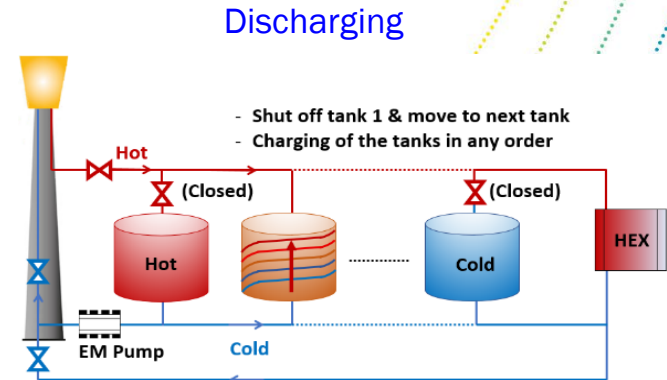 Discharging
- Shut off tank 1 & move to next tank
- Charging of the tanks in any order
Hot
(Closed)
(Closed)
Hot
Cold
HEX
EM Pump
Cold